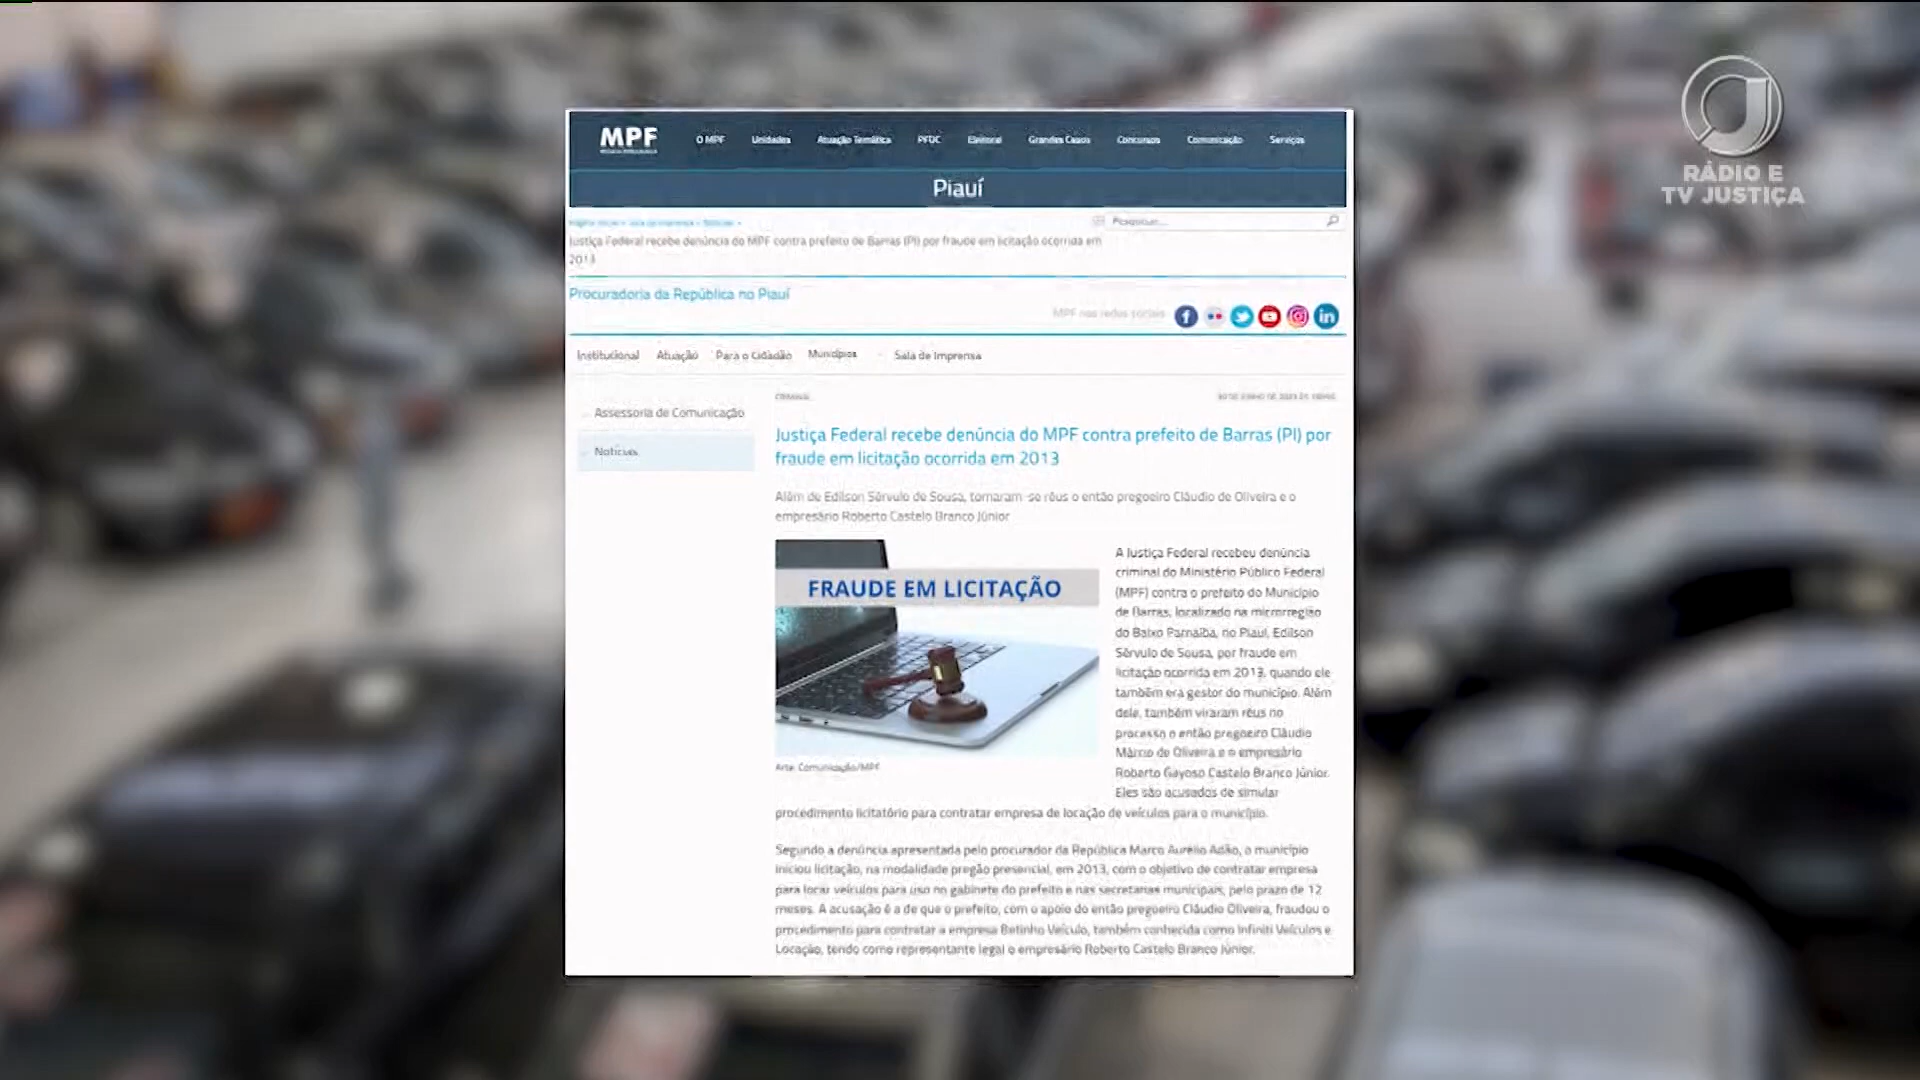 RÁDIO E
TV JUSTIÇA
MPF
O MPF Unidades Atuação Temática PFDC Eleitoral Grandes Casos Concursos Comunicação Serviços
Piauí
Pesquisar...
Justiça Federal recebe denúncia do MPF contra prefeito de Barras (PI) por fraude em licitação ocorrida em
2013
Procuradoria da República no Piauí
MPF nas redes sociais
Institucional Atuação Para o Cidadão Municípios Sala de Imprensa
Assessoria de Comunicação
Notícias
CRIMINAL
Justiça Federal recebe denúncia do MPF contra prefeito de Barras (PI) por
fraude em licitação ocorrida em 2013
Além de Edilson Sérvulo de Sousa, tornaram-se réus o então pregoeiro Cláudio de Oliveira e o
empresário Roberto Castelo Branco Júnior
FRAUDE EM LICITAÇÃO
Arte: Comunicação/MPF
A Justiça Federal recebeu denúncia
criminal do Ministério Público Federal
(MPF) contra o prefeito do Município
de Barras, localizado na microrregião
do Baixo Parnaíba, no Piauí, Edilson
Sérvulo de Sousa, por fraude em
licitação ocorrida em 2013, quando ele
também era gestor do município. Além
dele, também viraram réus no
processo o então pregoeiro Cláudio
Márcio de Oliveira e o empresário
Roberto Gayoso Castelo Branco Júnior.
Eles são acusados de simular
procedimento licitatório para contratar empresa de locação de veículos para o município.
Segundo a denúncia apresentada pelo procurador da República Marco Aurélio Adão, o município
iniciou licitação, na modalidade pregão presencial, em 2013, com o objetivo de contratar empresa
para locar veículos para uso no gabinete do prefeito e nas secretarias municipais, pelo prazo de 12
meses. A acusação é a de que o prefeito, com o apoio do então pregoeiro Cláudio Oliveira, fraudou o
procedimento para contratar a empresa Betinho Veículo, também conhecida como Infiniti Veículos e
Locação, tendo como representante legal o empresário Roberto Castelo Branco Júnior.